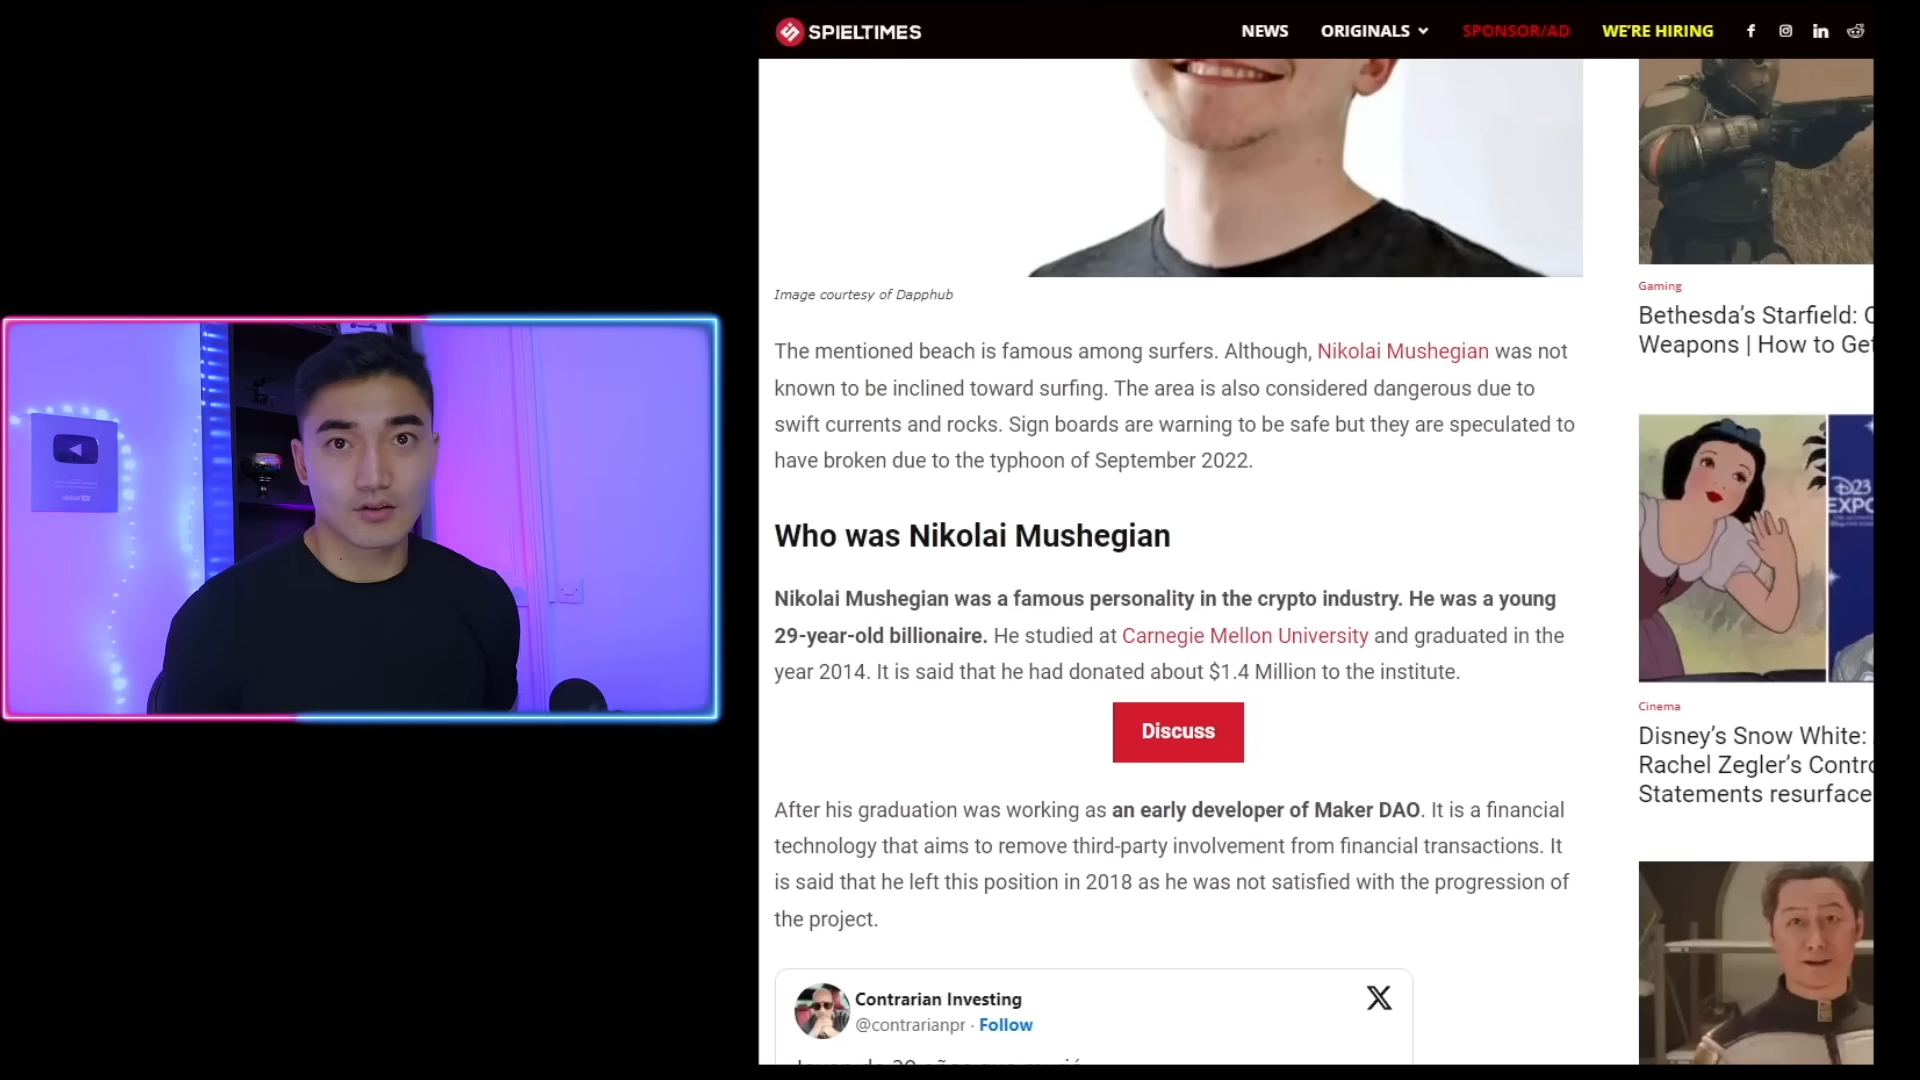 SPIELTIMES
NEWS
ORIGINALS
SPONSOR/AD
WE'RE HIRING
Image courtesy of Dapphub
The mentioned beach is famous among surfers. Although, Nikolai Mushegian was not
known to be inclined toward surfing. The area is also considered dangerous due to
swift currents and rocks. Sign boards are warning to be safe but they are speculated to
have broken due to the typhoon of September 2022.
Who was Nikolai Mushegian
Nikolai Mushegian was a famous personality in the crypto industry. He was a young
29-year-old billionaire. He studied at Carnegie Mellon University and graduated in the
year 2014. It is said that he had donated about $1.4 Million to the institute.
Discuss
After his graduation was working as an early developer of Maker DAO. It is a financial
technology that aims to remove third-party involvement from financial transactions. It
is said that he left this position in 2018 as he was not satisfied with the progression of
the project.
Contrarian Investing
@contrarianpr · Follow
Gaming
Bethesda's Starfield:
Weapons | How to Get
D23
EXPO
Cinema
Disney's Snow White:
Rachel Zegler's Contro
Statements resurface